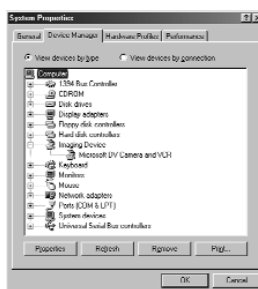 System Properties
General Device Manager Hardware Profiles Performance
View devices by type View devices by connection
Computer
1394 Bus Controller
CDROM
Disk drives
Display adapters
Floppy disk controllers
Hard disk controllers
Imaging Device
Microsoft DV Camera and VCR
Keyboard
Monitors
Mouse
Network adapters
Ports (COM & LPT)
System devices
Universal Serial Bus controllers
Properties Refresh Remove Print...
OK Cancel